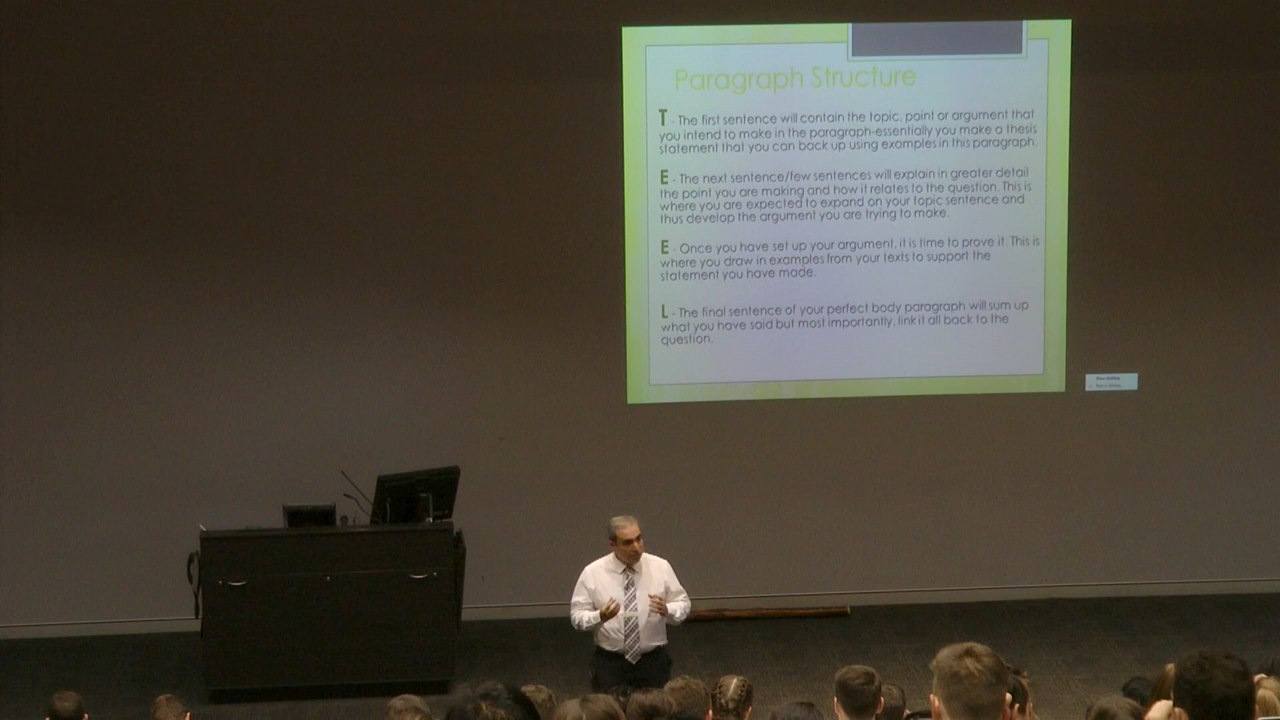 Paragraph Structure
T - The first sentence will contain the topic, point or argument that
you intend to make in the paragraph-essentially you make a thesis
statement that you can back up using examples in this paragraph.
E - The next sentence/few sentences will explain in greater detail
the point you are making and how it relates to the question. This is
where you are expected to expand on your topic sentence and
thus develop the argument you are trying to make.
E - Once you have set up your argument, it is time to prove it. This is
where you draw in examples from your texts to support the
statement you have made.
L - The final sentence of your perfect body paragraph will sum up
what you have said but most importantly, link it all back to the
question.